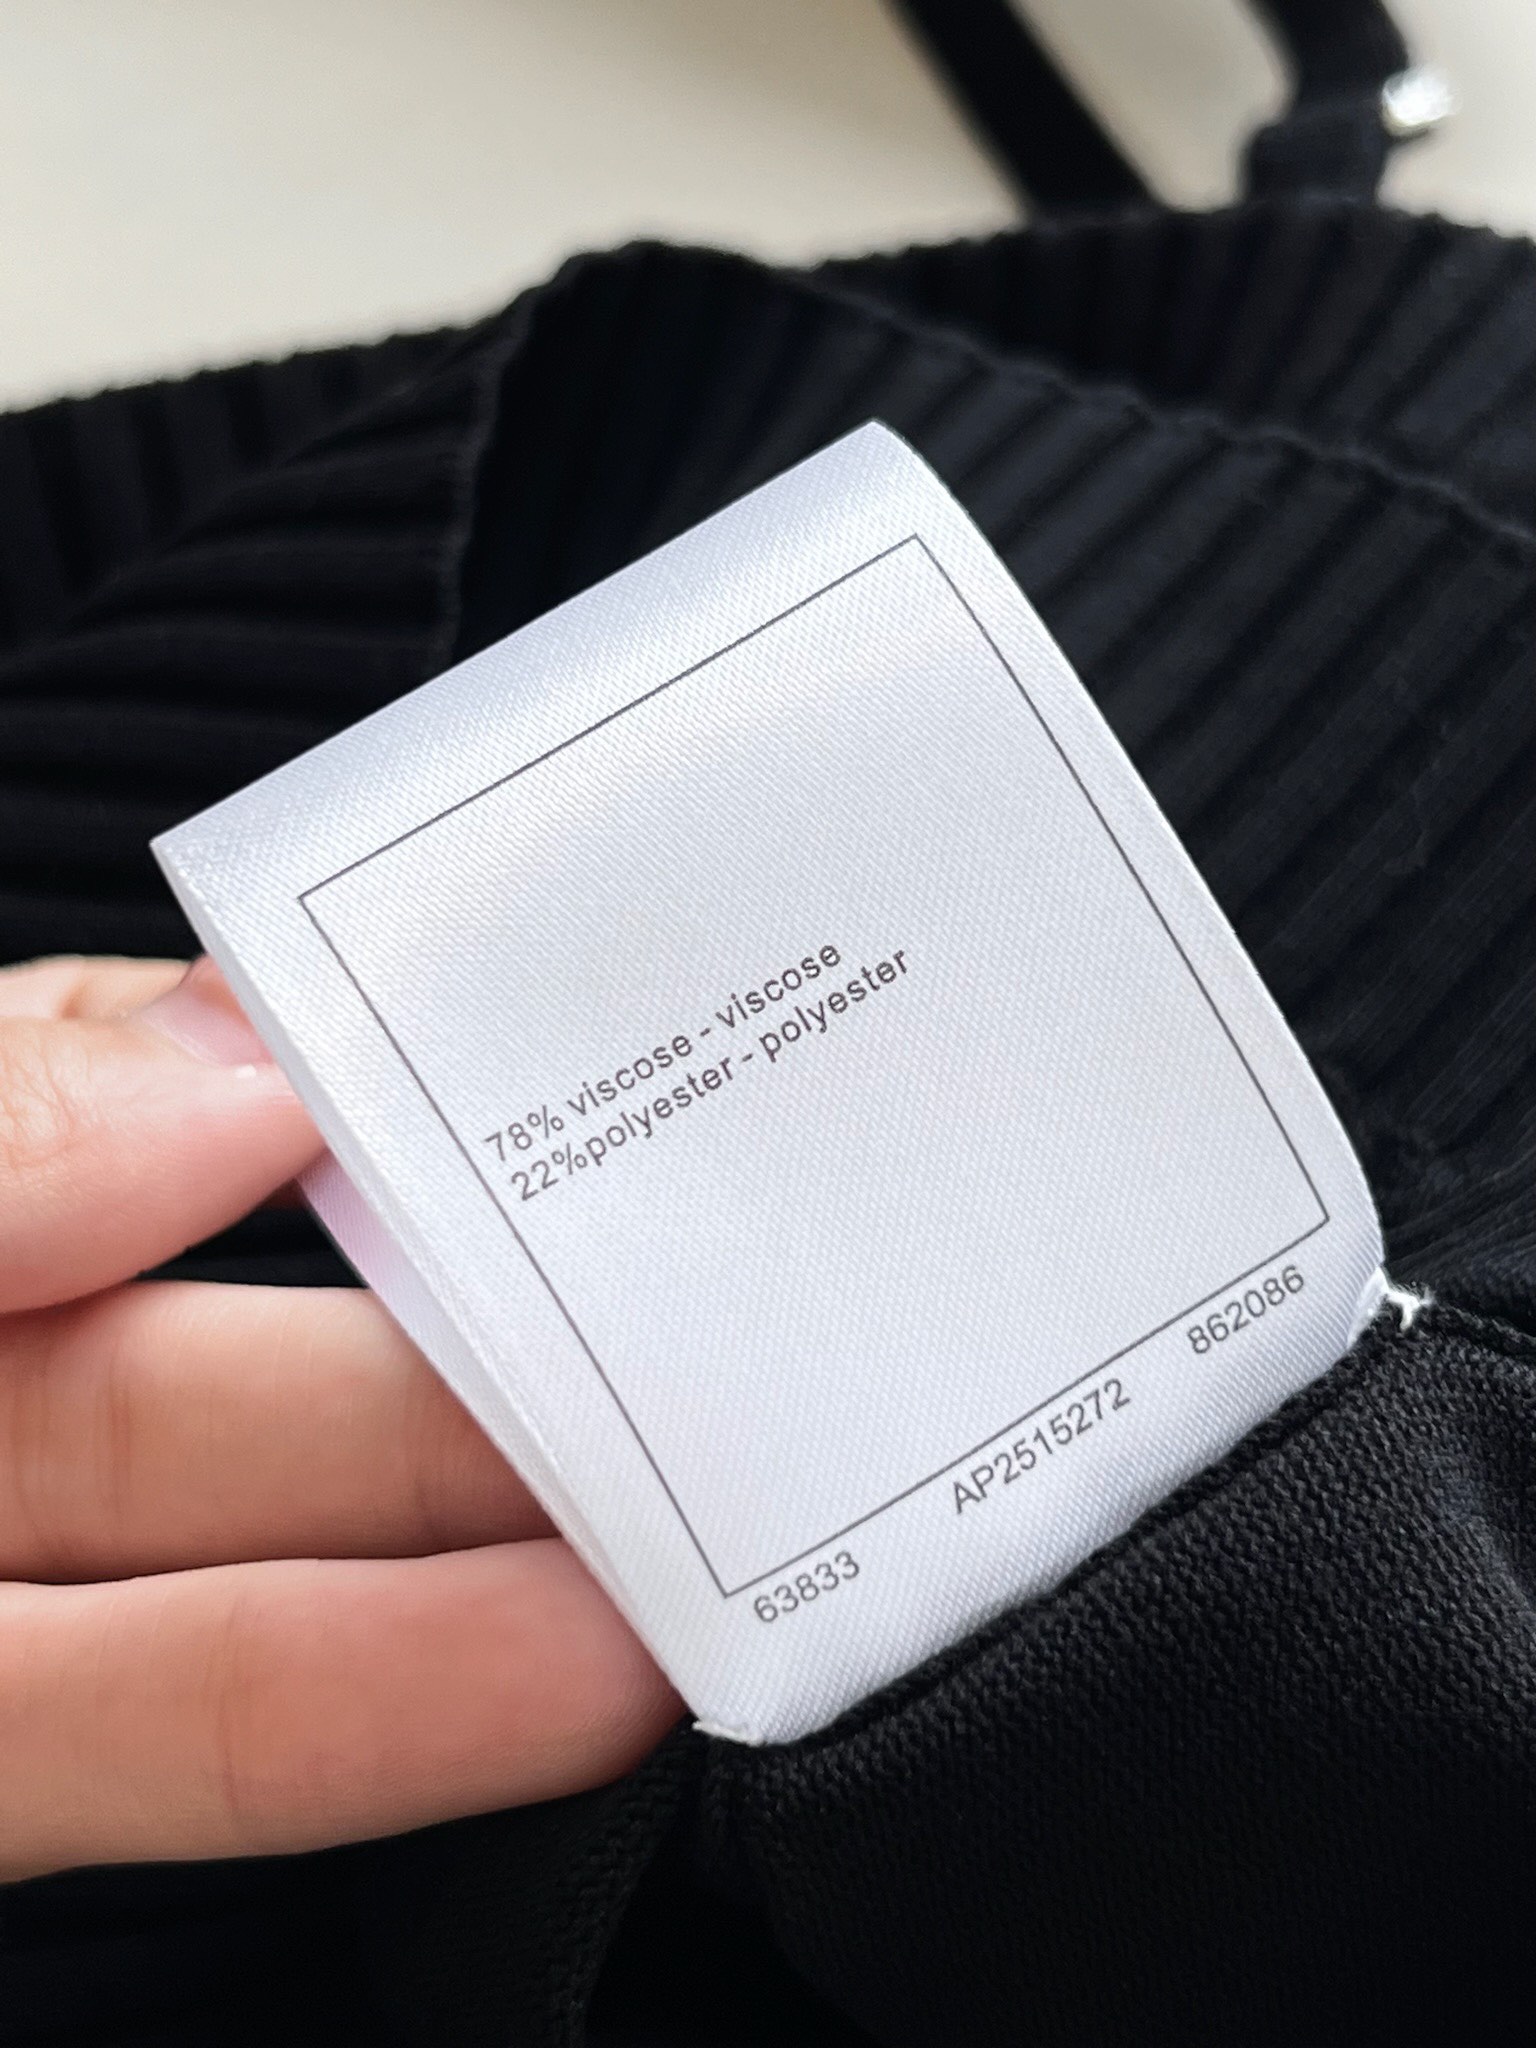 78% viscose - viscose
22%polyester - polyester
63833 AP2515272 862086